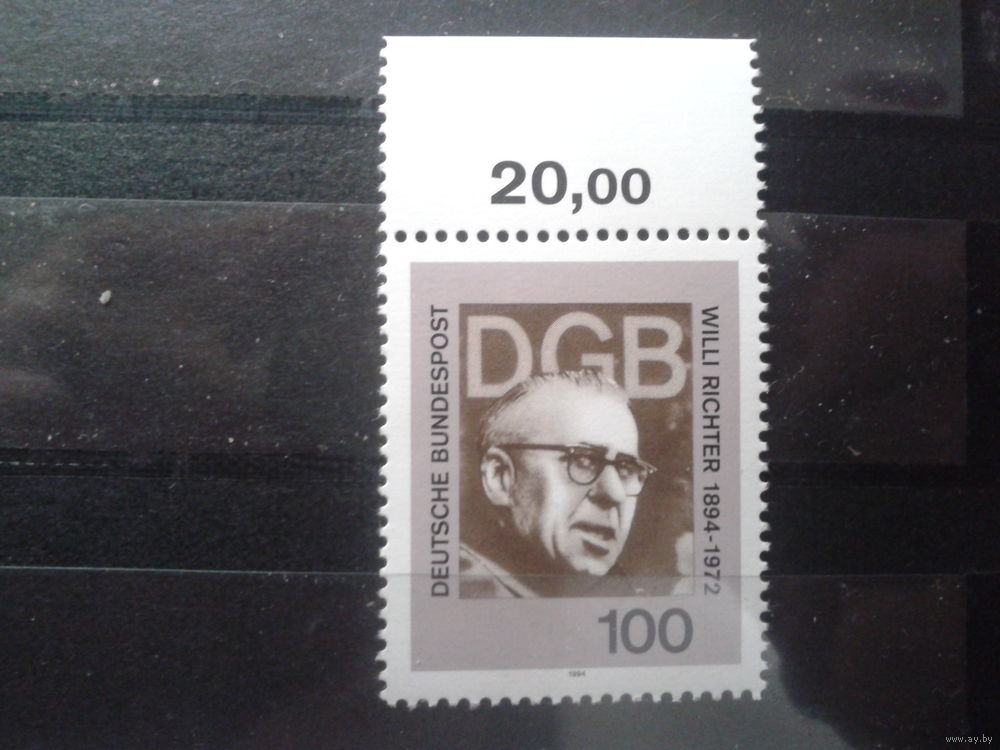 20,00
DEUTSCHE BUNDESPOST
DGB
WILLI RICHTER 1894-1972
100
1994
www.ay.by